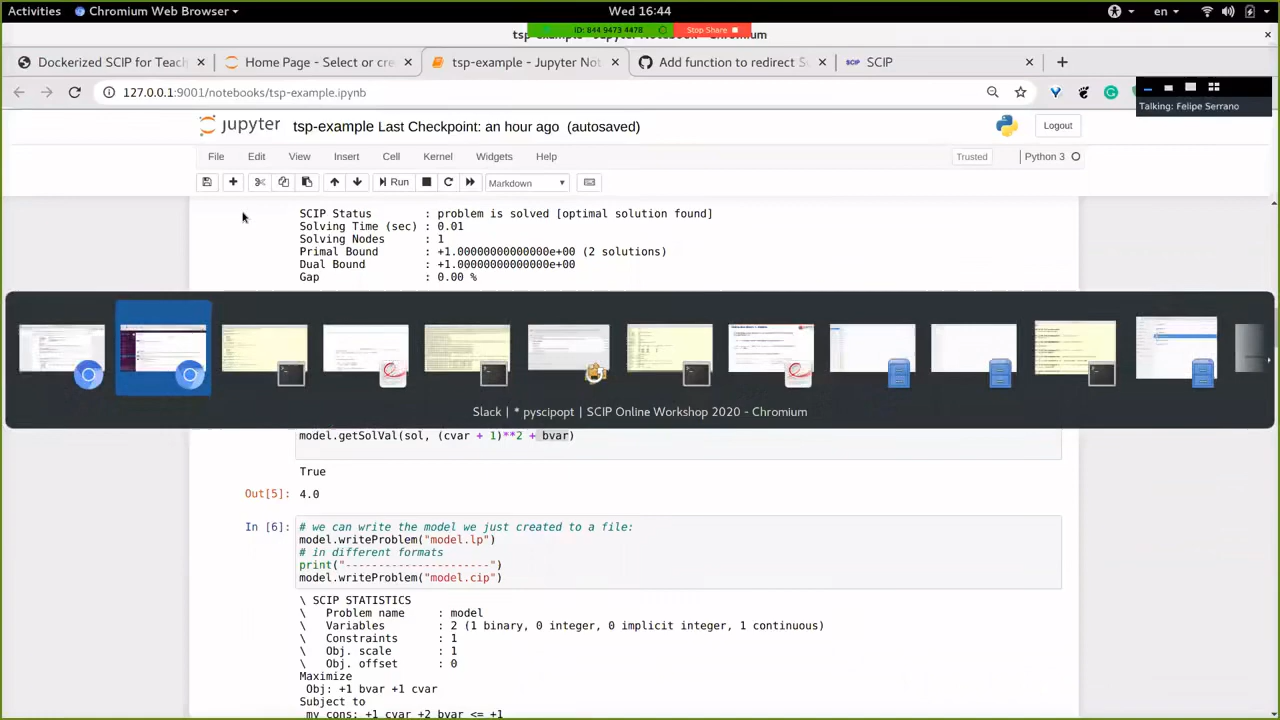 Activities Chromium Web Browser Wed 16:44 en
ID: 844 9473 4478 Stop Share
Dockerized SCIP for Teach Home Page - Select or cre tsp-example - Jupyter No Add function to redirect S SCIP
127.0.0.1:9001/notebooks/tsp-example.ipynb
Talking: Felipe Serrano
jupyter tsp-example Last Checkpoint: an hour ago (autosaved) Logout
File Edit View Insert Cell Kernel Widgets Help Trusted Python 3
Run Markdown
SCIP Status : problem is solved [optimal solution found]
Solving Time (sec) : 0.01
Solving Nodes : 1
Primal Bound : +1.00000000000000e+00 (2 solutions)
Dual Bound : +1.00000000000000e+00
Gap : 0.00 %
Slack | * pyscipopt | SCIP Online Workshop 2020 - Chromium
model.getSolVal(sol, (cvar + 1)**2 + bvar)
True
Out[5]: 4.0
In [6]: # we can write the model we just created to a file:
model.writeProblem("model.lp")
# in different formats
print("----------------------")
model.writeProblem("model.cip")
\ SCIP STATISTICS
\ Problem name : model
\ Variables : 2 (1 binary, 0 integer, 0 implicit integer, 1 continuous)
\ Constraints : 1
\ Obj. scale : 1
\ Obj. offset : 0
Maximize
Obj: +1 bvar +1 cvar
Subject to
my_cons: +1 cvar +2 bvar <= +1